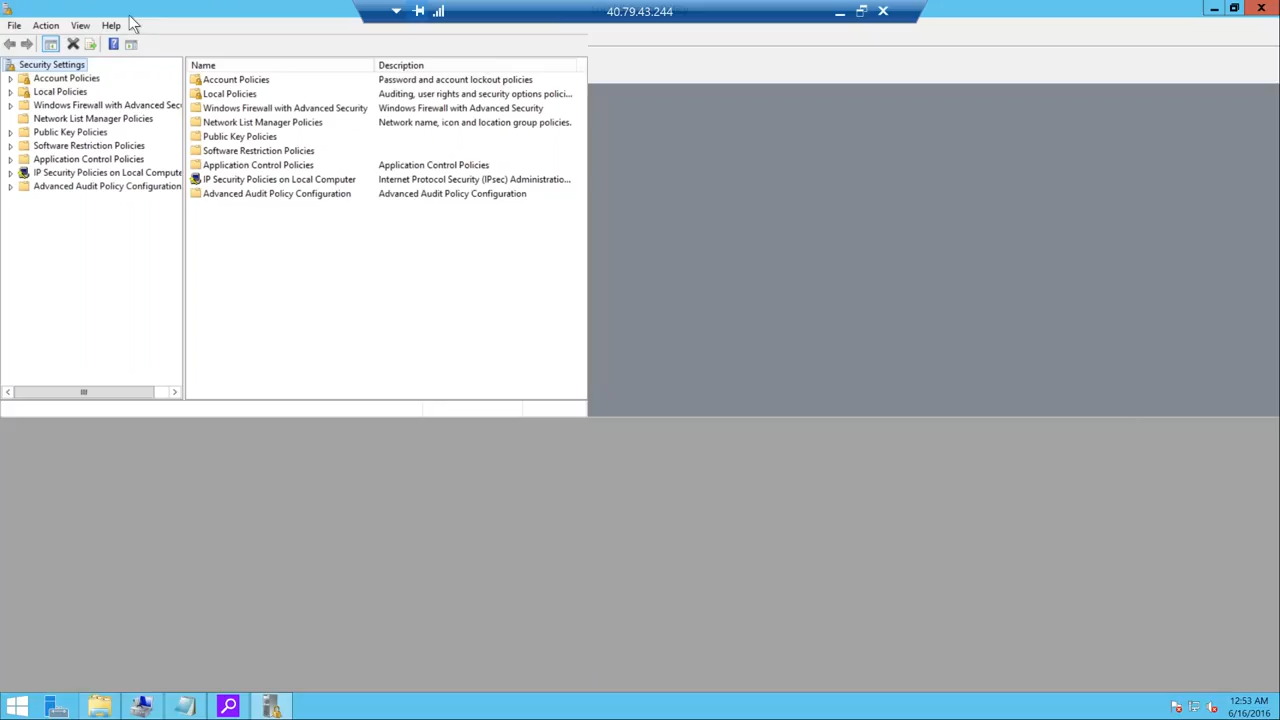 40.79.43.244
File Action View Help
Security Settings
Account Policies
Local Policies
Windows Firewall with Advanced Sec
Network List Manager Policies
Public Key Policies
Software Restriction Policies
Application Control Policies
IP Security Policies on Local Compute
Advanced Audit Policy Configuration
Name Description
Account Policies Password and account lockout policies
Local Policies Auditing, user rights and security options polici...
Windows Firewall with Advanced Security Windows Firewall with Advanced Security
Network List Manager Policies Network name, icon and location group policies.
Public Key Policies
Software Restriction Policies
Application Control Policies Application Control Policies
IP Security Policies on Local Computer Internet Protocol Security (IPsec) Administratio...
Advanced Audit Policy Configuration Advanced Audit Policy Configuration
12:53 AM
6/16/2016